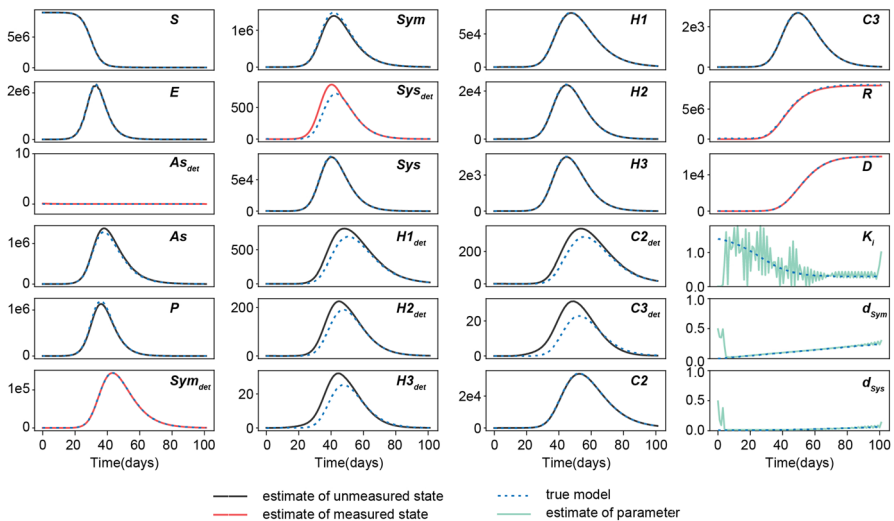 S
5e6
0
Sym
1e6
0
H1
5e4
0
C3
2e3
0
E
2e6
0
Sys_det
500
0
H2
2e3
0
R
5e6
0
As_det
10
0
Sys
5e4
0
H3
2e3
0
D
1e4
0
As
1e6
0
H1_det
500
0
C2_det
200
0
K_i
1.0
0.0
P
1e6
0
H2_det
200
0
C3_det
20
0
d_Sym
1.0
0.5
0.0
Sym_det
1e5
0
H3_det
20
0
C2
2e4
0
d_Sys
1.0
0.5
0.0
0 20 40 60 80 100
0 20 40 60 80 100
0 20 40 60 80 100
0 20 40 60 80 100
Time(days)
Time(days)
Time(days)
Time(days)
estimate of unmeasured state
true model
estimate of measured state
estimate of parameter